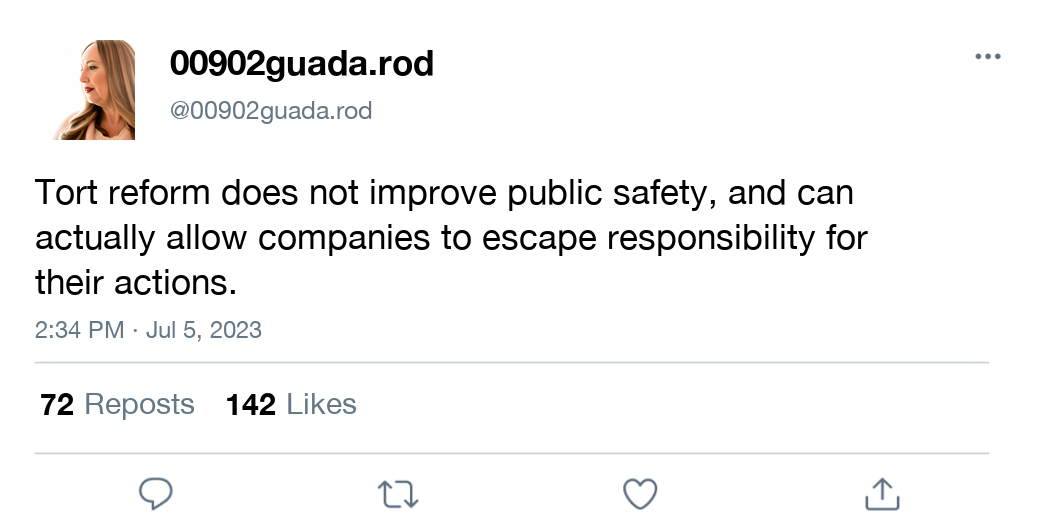 00902guada.rod
@00902guada.rod
Tort reform does not improve public safety, and can
actually allow companies to escape responsibility for
their actions.
2:34 PM · Jul 5, 2023
72 Reposts 142 Likes